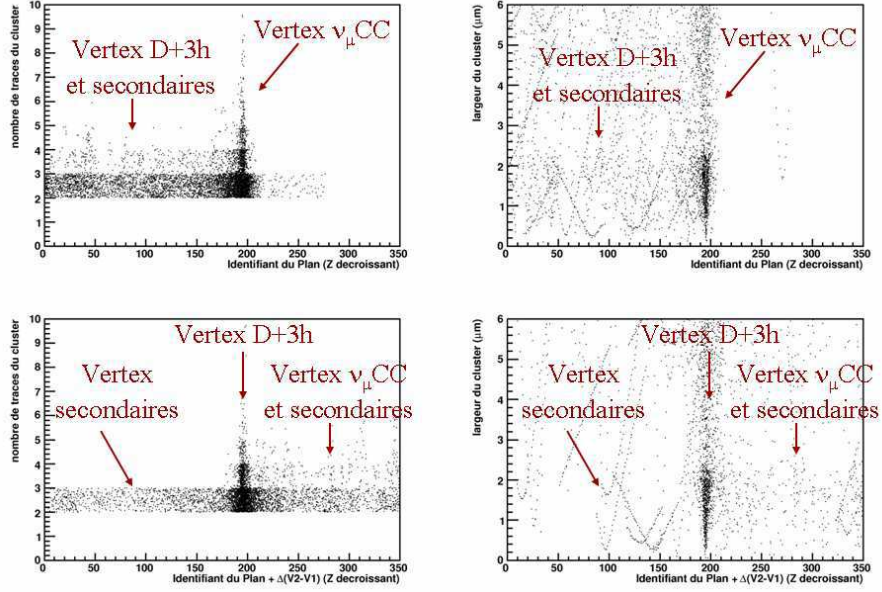 nombre de traces du cluster
10
9
8
7
6
5
4
3
2
1
0
Vertex D+3h
et secondaires
Vertex νμCC
0 50 100 150 200 250 300 350
Identifiant du Plan (Z decroissant)
largeur du cluster (μm)
6
5
4
3
2
1
0
Vertex D+3h
et secondaires
Vertex νμCC
0 50 100 150 200 250 300 350
Identifiant du Plan (Z decroissant)
nombre de traces du cluster
10
9
8
7
6
5
4
3
2
1
0
Vertex D+3h
Vertex
secondaires
Vertex νμCC
et secondaires
0 50 100 150 200 250 300 350
Identifiant du Plan + Δ(V2-V1) (Z decroissant)
largeur du cluster (μm)
6
5
4
3
2
1
0
Vertex D+3h
Vertex
secondaires
Vertex νμCC
et secondaires
0 50 100 150 200 250 300 350
Identifiant du Plan + Δ(V2-V1) (Z decroissant)